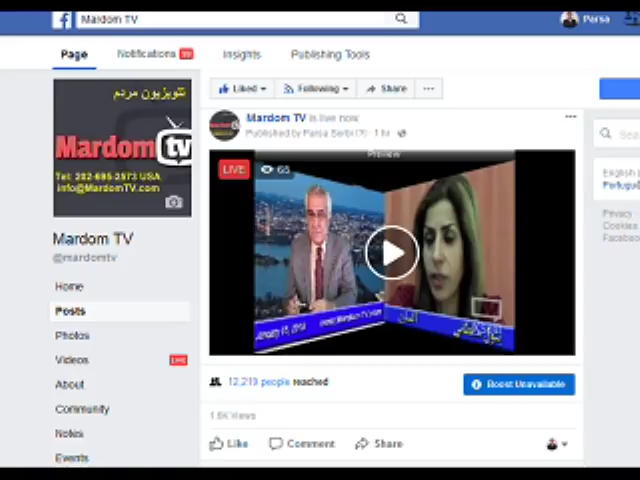 Mardom TV
Parsa
Page
Notifications
Insights
Publishing Tools
تلویزیون مردم
Mardom tv
Tel: 202-695-2573 USA
info@MardomTV.com
Liked
Following
Share
Mardom TV is live now
Published by Parsa
1 hr
Preview
LIVE
English
Privacy
Cookies
Mardom TV
@mardomtv
Home
Posts
Photos
Videos
LIVE
About
Community
Notes
Events
12,219 people reached
Boost Unavailable
Views
Like
Comment
Share